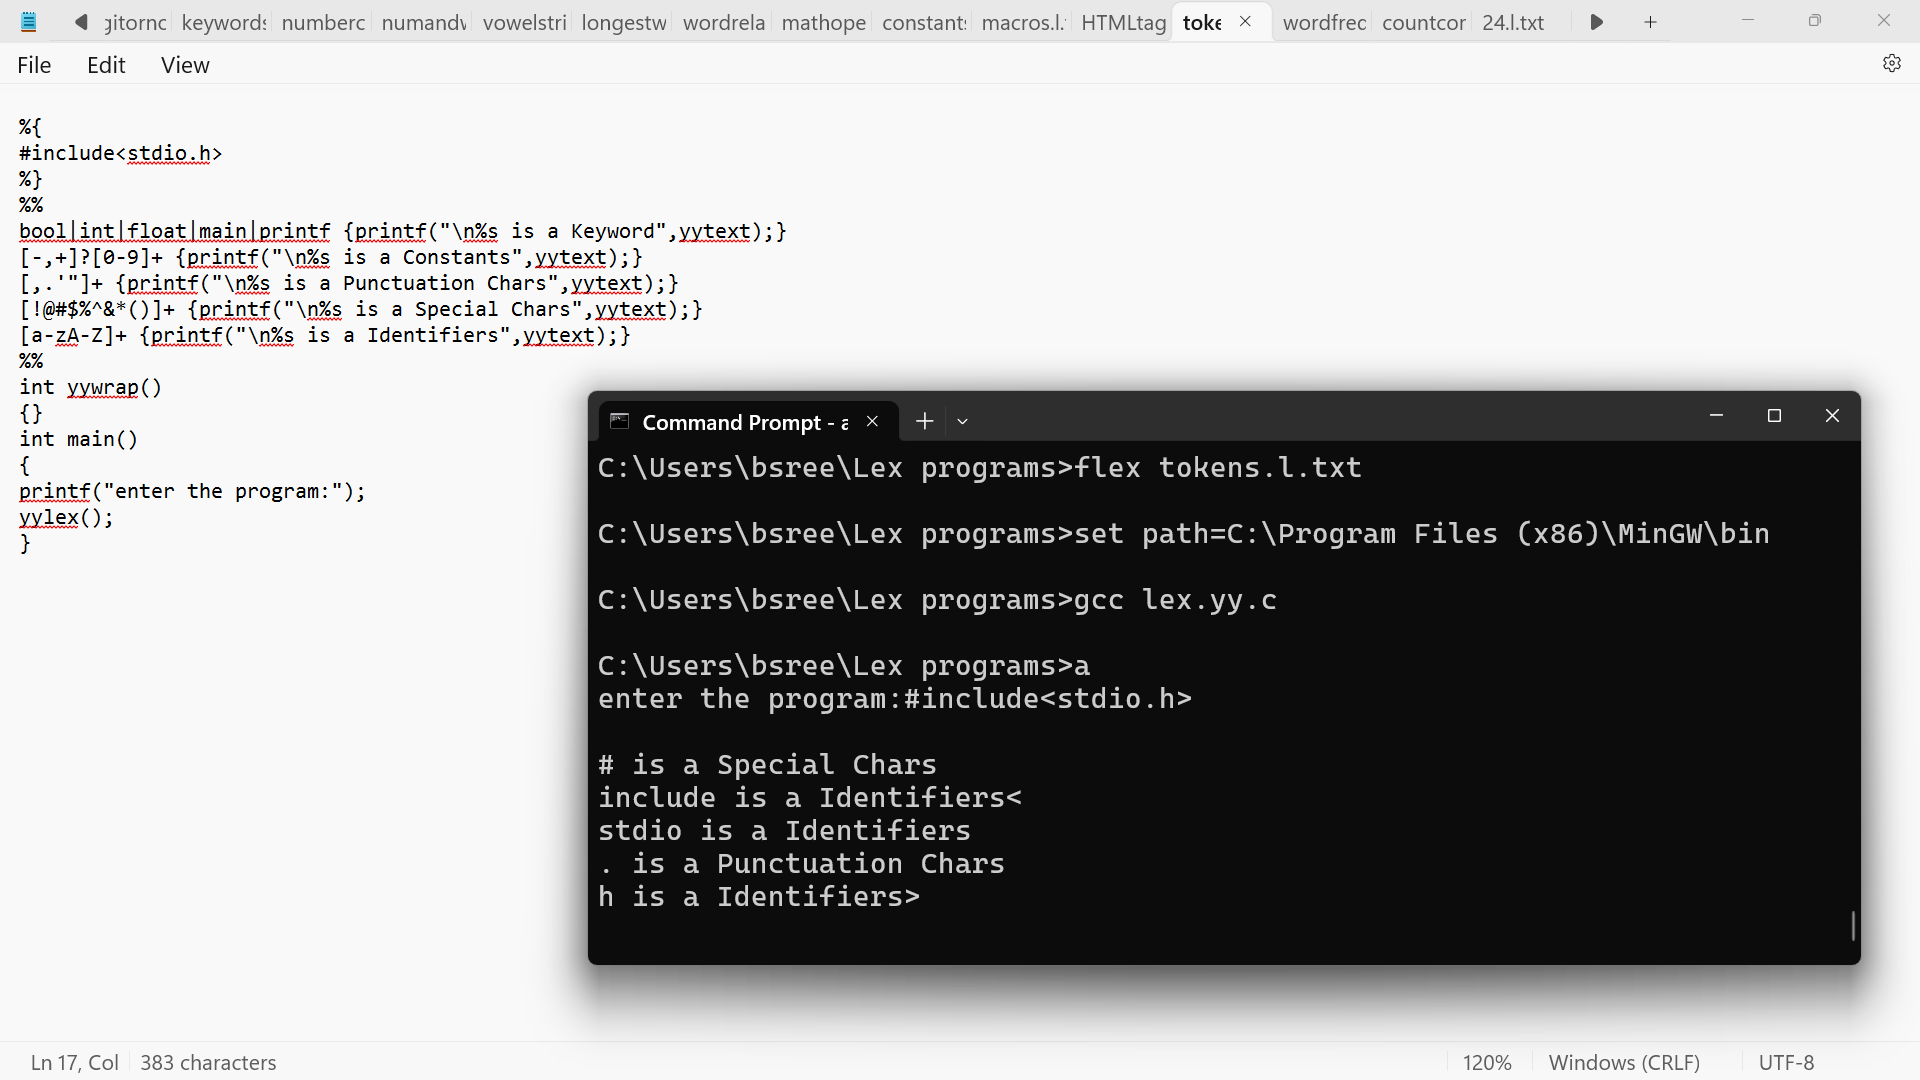 gitornc keywords numberc numandv vowelstri longestw wordrela mathope constants macros.l. HTMLtag toke wordfrec countcor 24.l.txt
File Edit View
%{
#include<stdio.h>
%}
%%
bool|int|float|main|printf {printf("\n%s is a Keyword",yytext);}
[-,+]?[0-9]+ {printf("\n%s is a Constants",yytext);}
[,.'"]+ {printf("\n%s is a Punctuation Chars",yytext);}
[!@#$%^&*()]+ {printf("\n%s is a Special Chars",yytext);}
[a-zA-Z]+ {printf("\n%s is a Identifiers",yytext);}
%%
int yywrap()
{}
int main()
{
printf("enter the program:");
yylex();
}
Command Prompt - a
C:\Users\bsree\Lex programs>flex tokens.l.txt
C:\Users\bsree\Lex programs>set path=C:\Program Files (x86)\MinGW\bin
C:\Users\bsree\Lex programs>gcc lex.yy.c
C:\Users\bsree\Lex programs>a
enter the program:#include<stdio.h>
# is a Special Chars
include is a Identifiers<
stdio is a Identifiers
. is a Punctuation Chars
h is a Identifiers>
Ln 17, Col 383 characters 120% Windows (CRLF) UTF-8